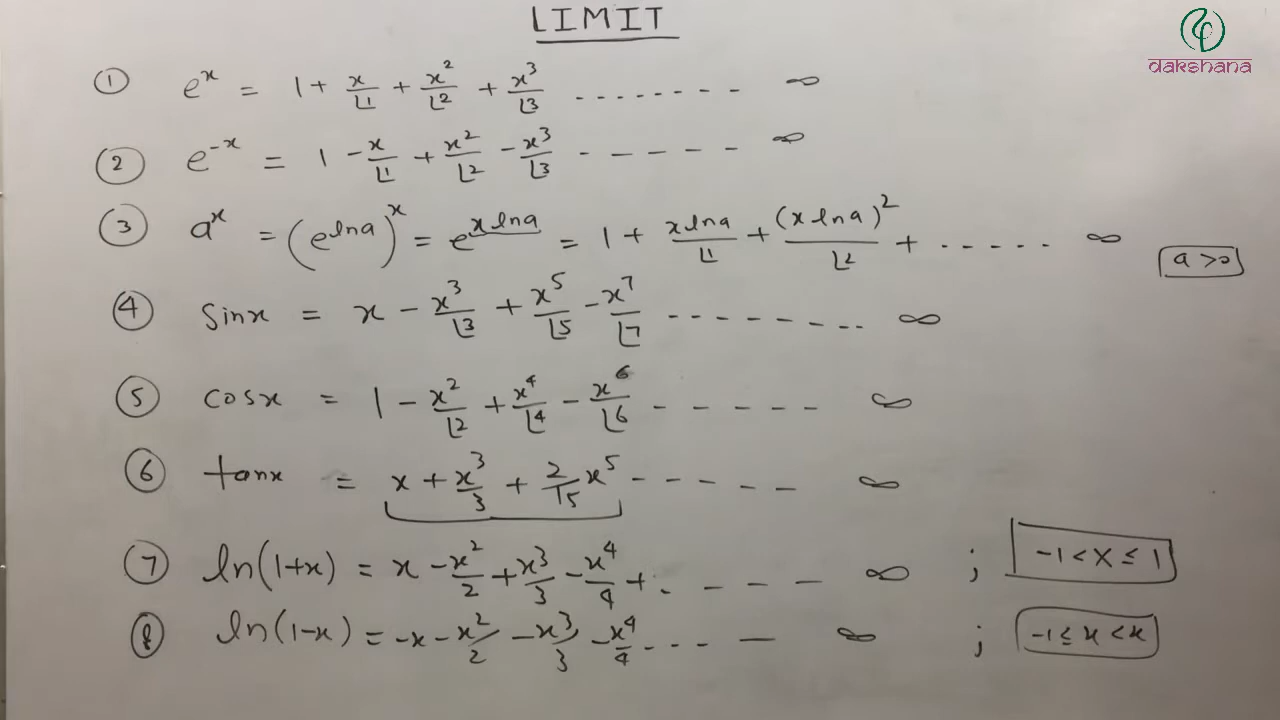 LIMIT
dakshana
① e^x = 1 + x/⌊1 + x²/⌊2 + x³/⌊3 ........ ∞
② e^-x = 1 - x/⌊1 + x²/⌊2 - x³/⌊3 ------ ∞
③ a^x = (e^lna)^x = e^xlna = 1 + xlna/⌊1 + (xlna)²/⌊2 + ...... ∞ a>0
④ sinx = x - x³/⌊3 + x⁵/⌊5 - x⁷/⌊7 --------.. ∞
⑤ cosx = 1 - x²/⌊2 + x⁴/⌊4 - x⁶/⌊6 ------ ∞
⑥ tanx = x + x³/3 + 2/15 x⁵ ------ ∞
⑦ ln(1+x) = x - x²/2 + x³/3 - x⁴/4 + . ---- ∞ ; -1 < x ≤ 1
⑧ ln(1-x) = -x - x²/2 - x³/3 - x⁴/4 ... -- ∞ ; -1 ≤ x < x